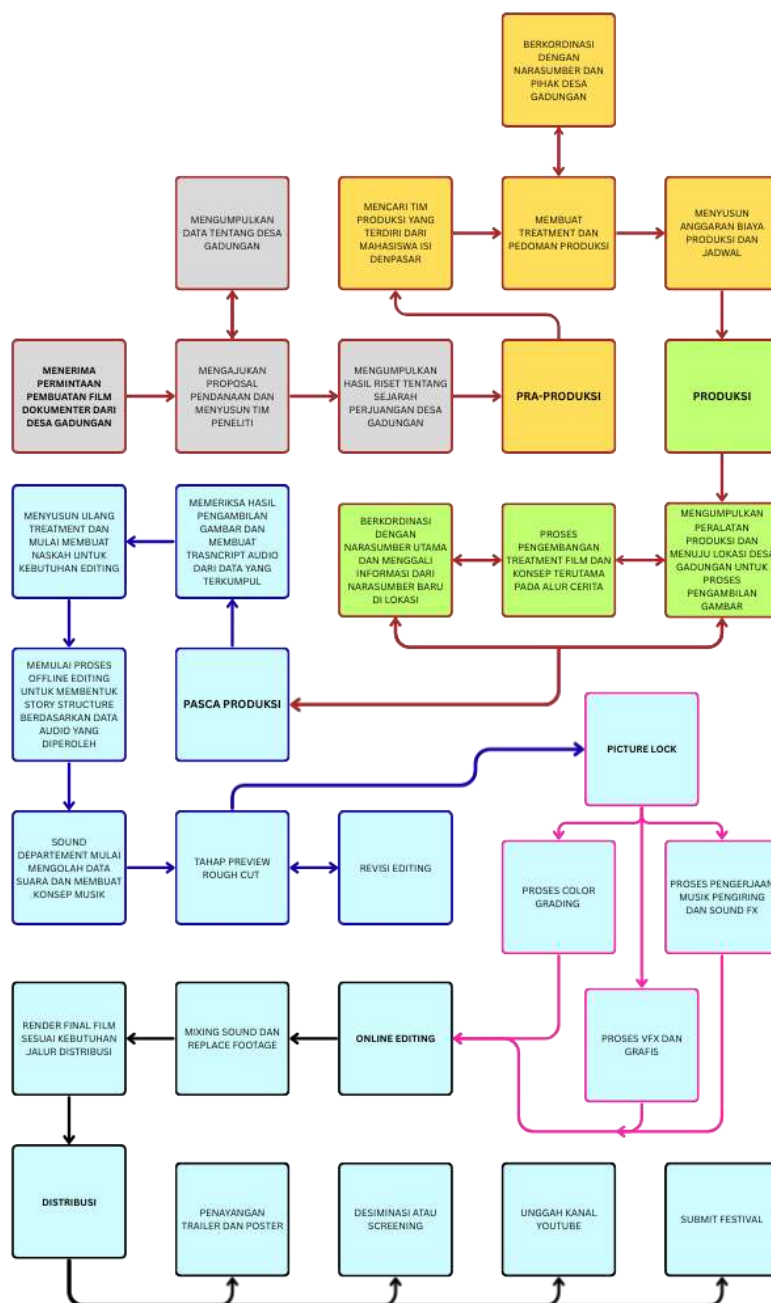 BERKORDINASI
DENGAN
NARASUMBER DAN
PIHAK DESA
GADUNGAN
MENGUMPULKAN
DATA TENTANG DESA
GADUNGAN
MENCARI TIM
PRODUKSI YANG
TERDIRI DARI
MAHASISWA ISI
DENPASAR
MEMBUAT
TREATMENT DAN
PEDOMAN PRODUKSI
MENYUSUN
ANGGARAN BIAYA
PRODUKSI DAN
JADWAL
MENERIMA
PERMINTAAN
PEMBUATAN FILM
DOKUMENTER DARI
DESA GADUNGAN
MENGAJUKAN
PROPOSAL
PENDANAAN DAN
MENYUSUN TIM
PENELITI
MENGUMPULKAN
HASIL RISET TENTANG
SEJARAH
PERJUANGAN DESA
GADUNGAN
PRA-PRODUKSI
PRODUKSI
MENYUSUN ULANG
TREATMENT DAN
MULAI MEMBUAT
NASKAH UNTUK
KEBUTUHAN EDITING
MEMERIKSA HASIL
PENGAMBILAN
GAMBAR DAN
MEMBUAT
TRASNCRIPT AUDIO
DARI DATA YANG
TERKUMPUL
BERKORDINASI
DENGAN
NARASUMBER UTAMA
DAN MENGGALI
INFORMASI DARI
NARASUMBER BARU
DI LOKASI
PROSES
PENGEMBANGAN
TREATMENT FILM DAN
KONSEP TERUTAMA
PADA ALUR CERITA
MENGUMPULKAN
PERALATAN
PRODUKSI DAN
MENUJU LOKASI DESA
GADUNGAN UNTUK
PROSES
PENGAMBILAN
GAMBAR
MEMULAI PROSES
OFFLINE EDITING
UNTUK MEMBENTUK
STORY STRUCTURE
BERDASARKAN DATA
AUDIO YANG
DIPEROLEH
PASCA PRODUKSI
PICTURE LOCK
SOUND
DEPARTEMENT MULAI
MENGOLAH DATA
SUARA DAN MEMBUAT
KONSEP MUSIK
TAHAP PREVIEW
ROUGH CUT
REVISI EDITING
PROSES COLOR
GRADING
PROSES PENGERJAAN
MUSIK PENGIRING
DAN SOUND FX
RENDER FINAL FILM
SESUAI KEBUTUHAN
JALUR DISTRIBUSI
MIXING SOUND DAN
REPLACE FOOTAGE
ONLINE EDITING
PROSES VFX DAN
GRAFIS
DISTRIBUSI
PENAYANGAN
TRAILER DAN POSTER
DESIMINASI ATAU
SCREENING
UNGGAH KANAL
YOUTUBE
SUBMIT FESTIVAL